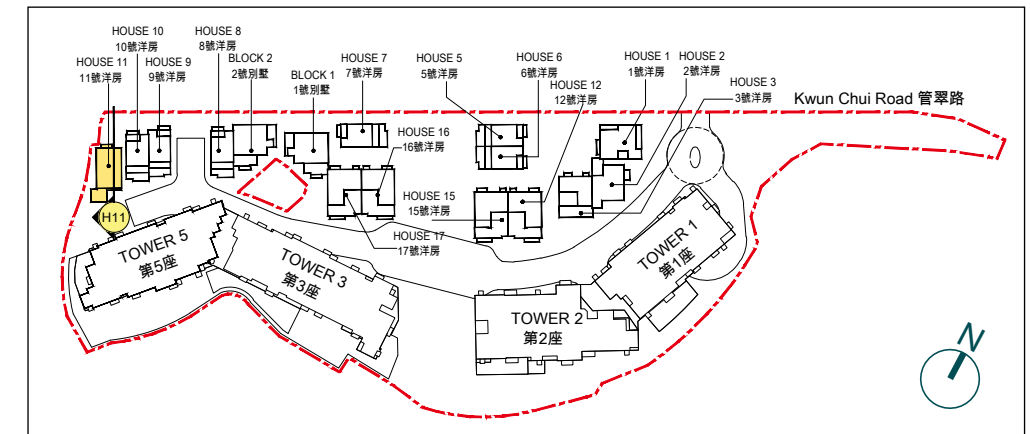 HOUSE 10
10號洋房
HOUSE 11
11號洋房
HOUSE 9
9號洋房
HOUSE 8
8號洋房
BLOCK 2
2號別墅
BLOCK 1
1號別墅
HOUSE 7
7號洋房
HOUSE 16
16號洋房
HOUSE 5
5號洋房
HOUSE 6
6號洋房
HOUSE 12
12號洋房
HOUSE 1
1號洋房
HOUSE 2
2號洋房
HOUSE 3
3號洋房
Kwun Chui Road 管翠路
HOUSE 15
15號洋房
HOUSE 17
17號洋房
H11
TOWER 5
第5座
TOWER 3
第3座
TOWER 2
第2座
TOWER 1
第1座
N